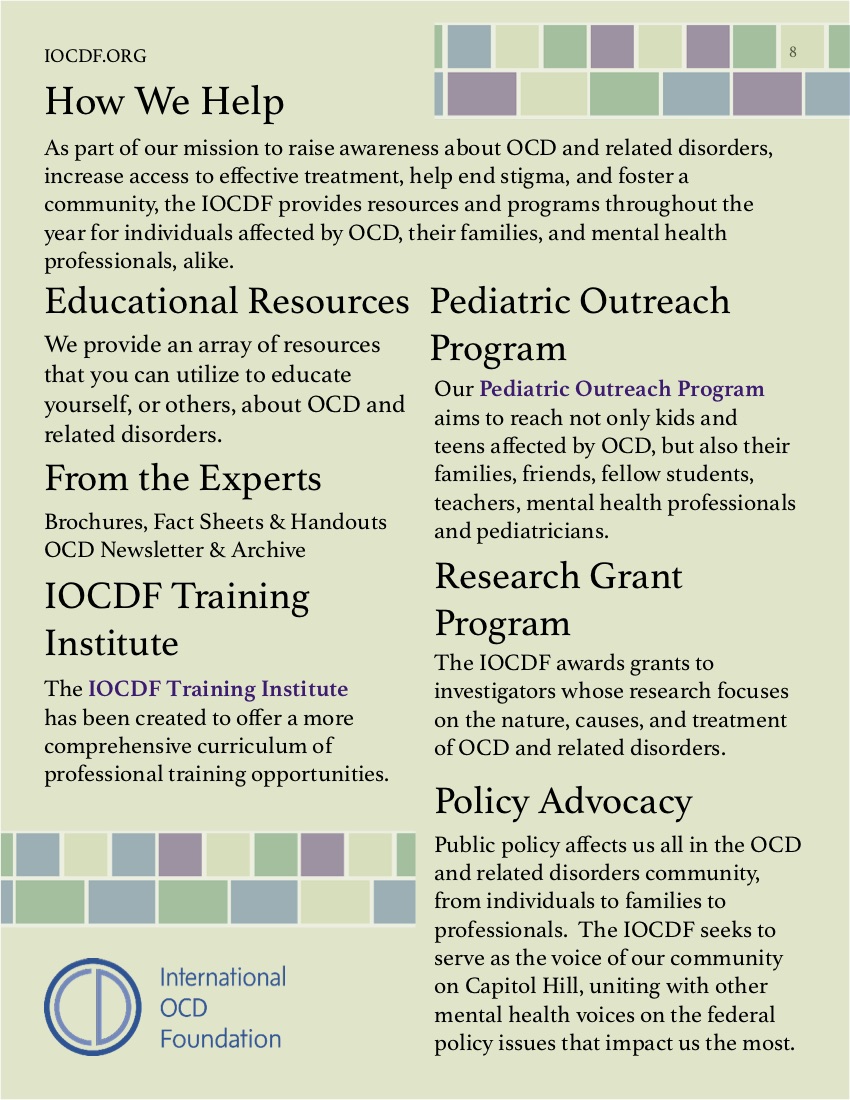 IOCDF.ORG
8
How We Help
As part of our mission to raise awareness about OCD and related disorders,
increase access to effective treatment, help end stigma, and foster a
community, the IOCDF provides resources and programs throughout the
year for individuals affected by OCD, their families, and mental health
professionals, alike.
Educational Resources
We provide an array of resources
that you can utilize to educate
yourself, or others, about OCD and
related disorders.
From the Experts
Brochures, Fact Sheets & Handouts
OCD Newsletter & Archive
IOCDF Training
Institute
The IOCDF Training Institute
has been created to offer a more
comprehensive curriculum of
professional training opportunities.
International
OCD
Foundation
Pediatric Outreach
Program
Our Pediatric Outreach Program
aims to reach not only kids and
teens affected by OCD, but also their
families, friends, fellow students,
teachers, mental health professionals
and pediatricians.
Research Grant
Program
The IOCDF awards grants to
investigators whose research focuses
on the nature, causes, and treatment
of OCD and related disorders.
Policy Advocacy
Public policy affects us all in the OCD
and related disorders community,
from individuals to families to
professionals.  The IOCDF seeks to
serve as the voice of our community
on Capitol Hill, uniting with other
mental health voices on the federal
policy issues that impact us the most.